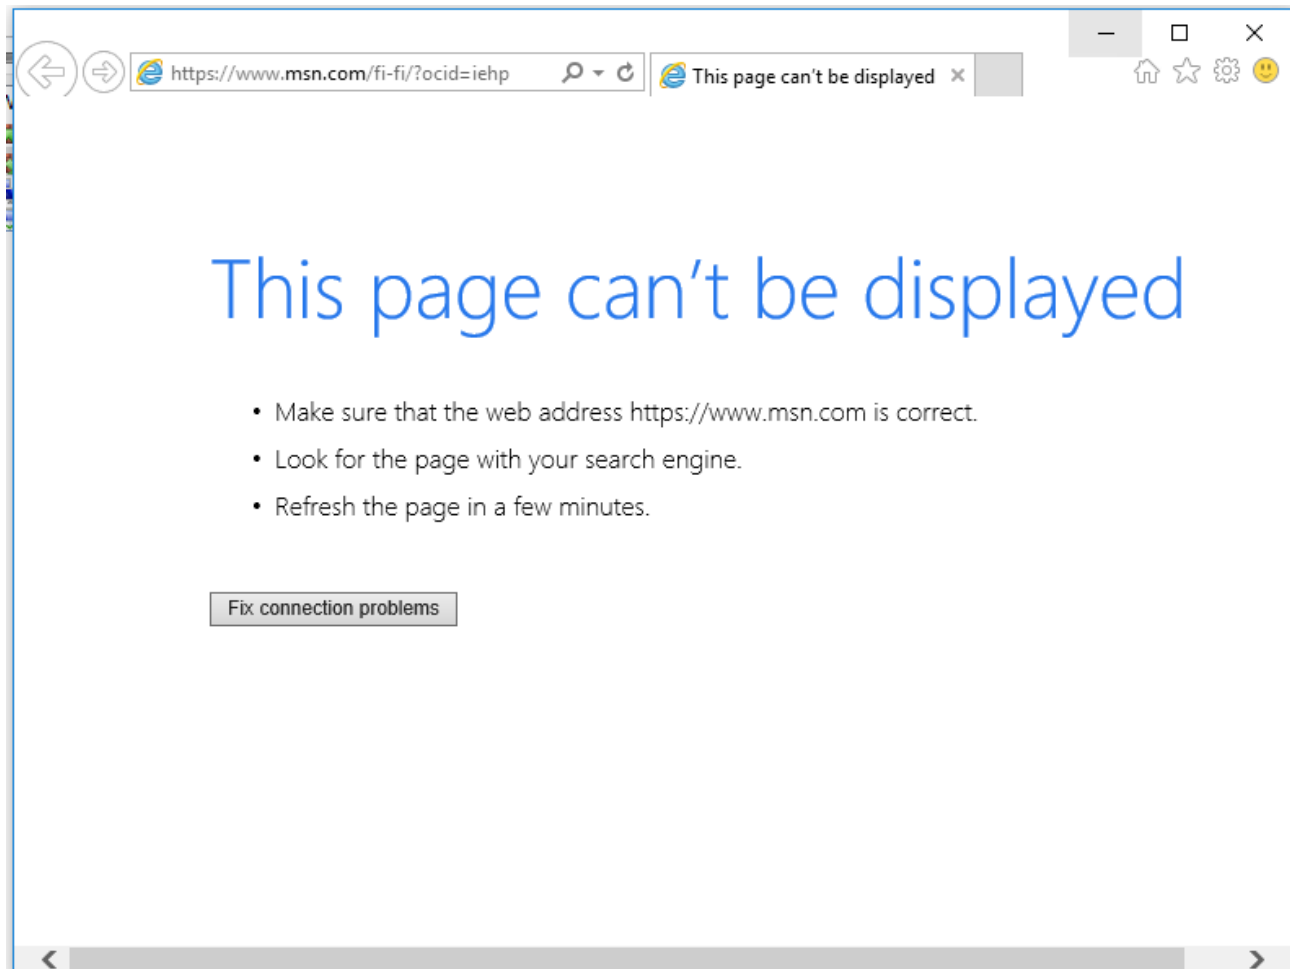 https://www.msn.com/fi-fi/?ocid=iehp
This page can't be displayed
This page can't be displayed
• Make sure that the web address https://www.msn.com is correct.
• Look for the page with your search engine.
• Refresh the page in a few minutes.
Fix connection problems